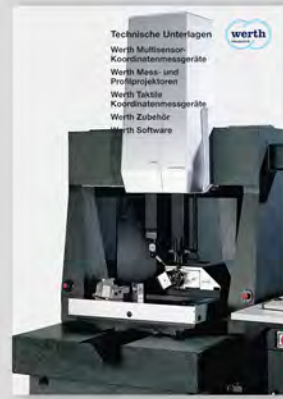 Technische Unterlagen
werth
Werth Multisensor-
Koordinatenmessgeräte
Werth Mess- und
Profilprojektoren
Werth Taktile
Koordinatenmessgeräte
Werth Zubehör
Werth Software